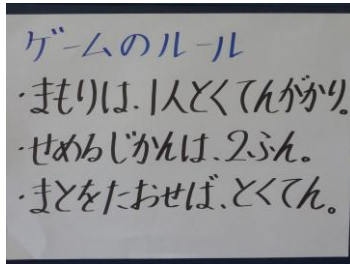 ゲームのルール
・まもりは、1人とくてんがかり。
・せめるじかんは、2ふん。
・まとをたおせば、とくてん。